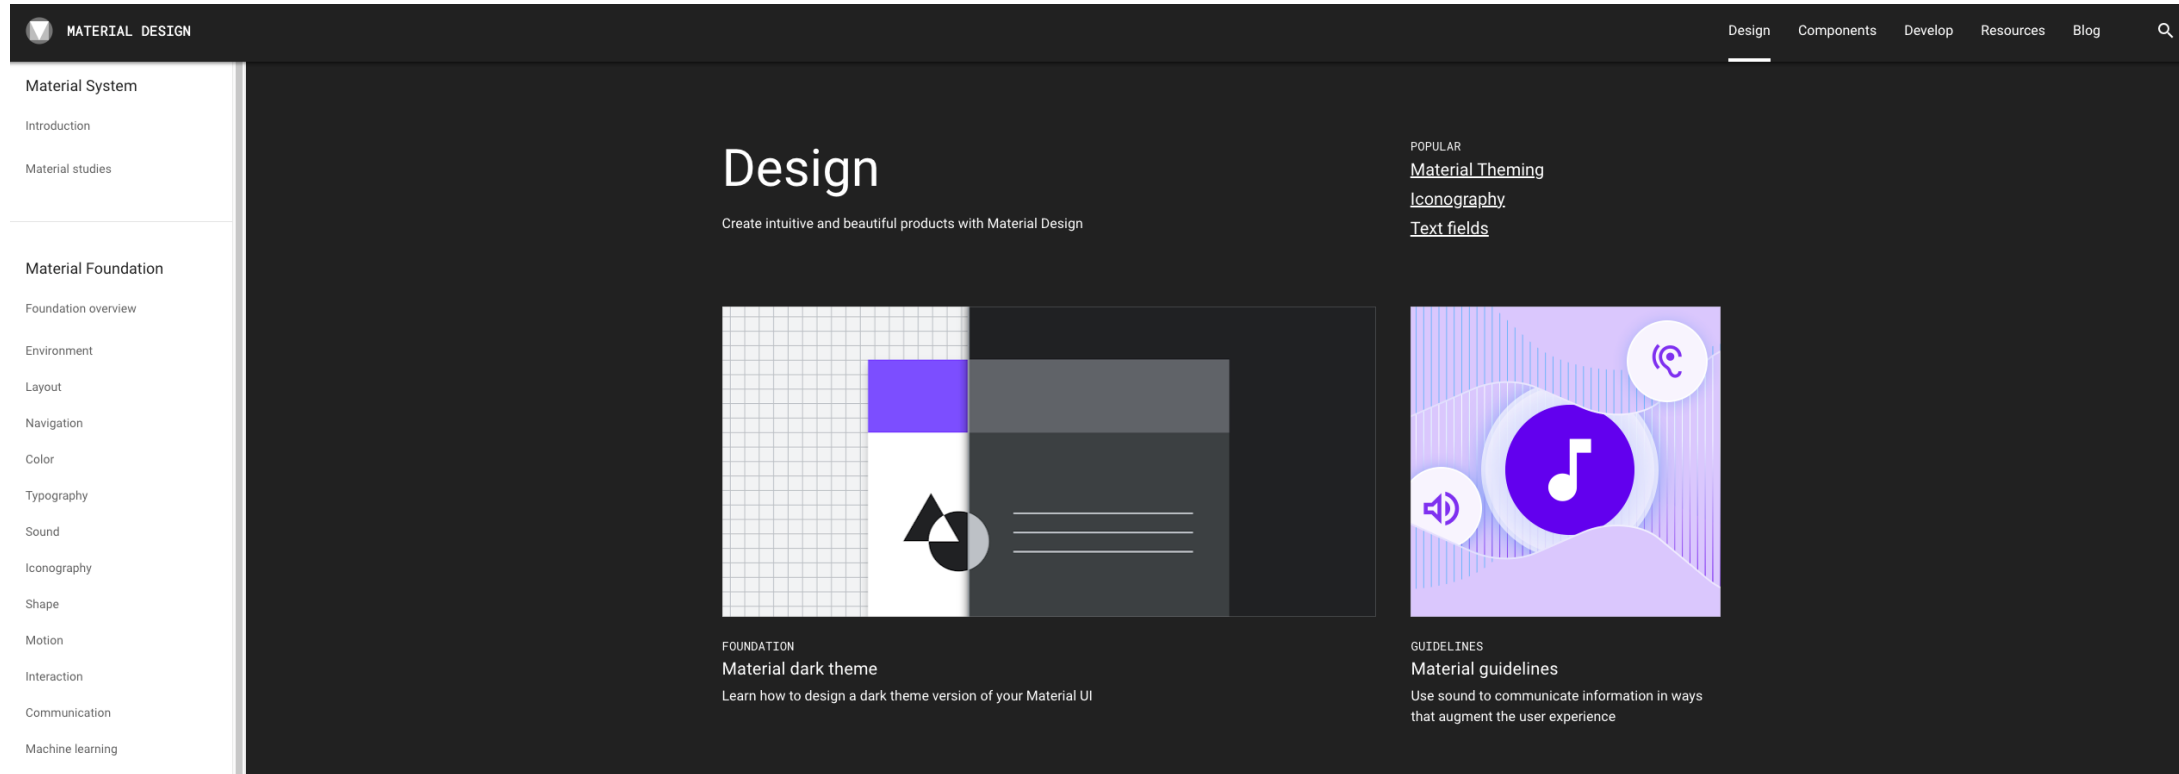 MATERIAL DESIGN
Design
Components
Develop
Resources
Blog
Material System
Introduction
Material studies
Material Foundation
Foundation overview
Environment
Layout
Navigation
Color
Typography
Sound
Iconography
Shape
Motion
Interaction
Communication
Machine learning
Design
Create intuitive and beautiful products with Material Design
POPULAR
Material Theming
Iconography
Text fields
FOUNDATION
Material dark theme
Learn how to design a dark theme version of your Material UI
GUIDELINES
Material guidelines
Use sound to communicate information in ways
that augment the user experience